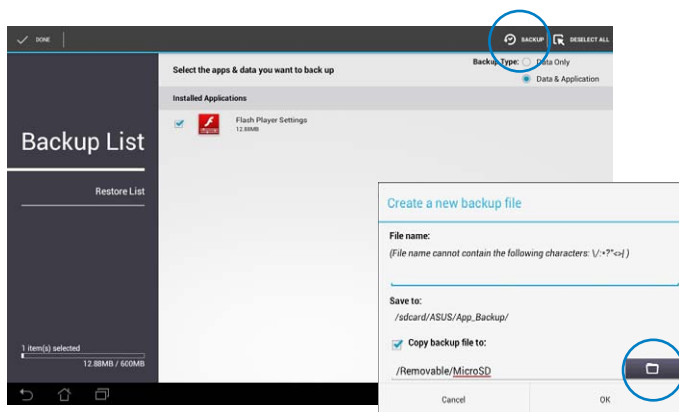 DONE
BACKUP
DESELECT ALL
Select the apps & data you want to back up
Backup Type:
Data Only
Data & Application
Installed Applications
Flash Player Settings
12.88MB
Backup List
Restore List
1 item(s) selected
12.88MB / 600MB
Create a new backup file
File name:
(File name cannot contain the following characters: \/:*?"<>| )
Save to:
/sdcard/ASUS/App_Backup/
Copy backup file to:
/Removable/MicroSD
Cancel
OK